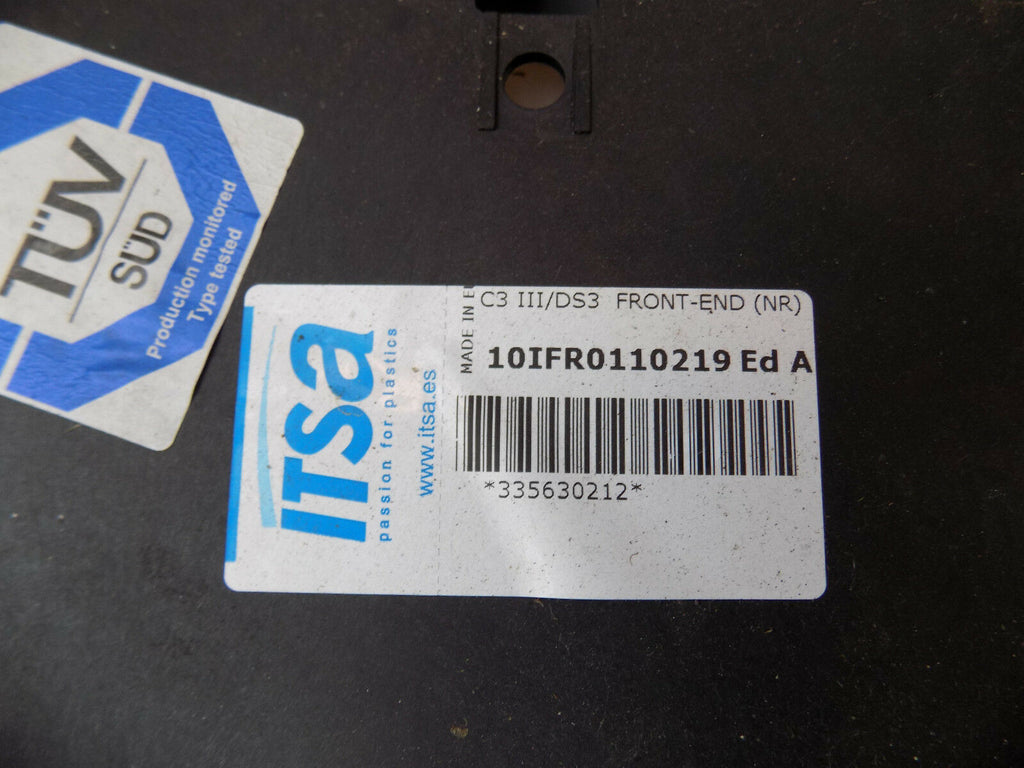 TÜV
SÜD
Production monitored
Type tested
ITSA
passion for plastics
www.itsa.es
MADE IN
C3 III/DS3 FRONT-END (NR)
10IFR0110219 Ed A
*335630212*